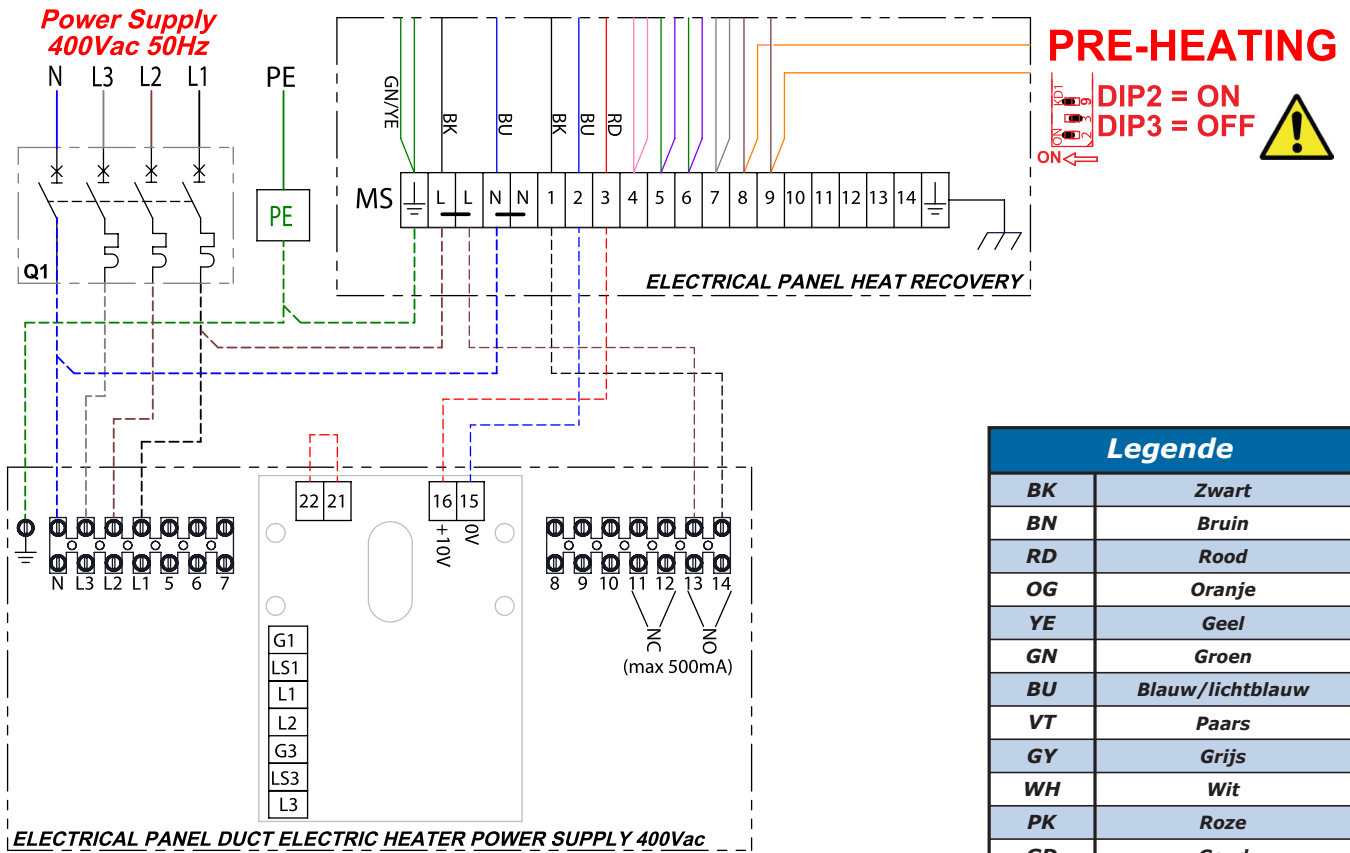 Power Supply
400Vac 50Hz
N L3 L2 L1 PE
Q1
PE
GN/YE BK BU BK BU RD
MS L L N N 1 2 3 4 5 6 7 8 9 10 11 12 13 14
ELECTRICAL PANEL HEAT RECOVERY
PRE-HEATING
KD1
9
3
2
ON
DIP2 = ON
DIP3 = OFF
ON
22 21
16 15
+10V 0V
N L3 L2 L1 5 6 7
8 9 10 11 12 13 14
NC NO
(max 500mA)
G1
LS1
L1
L2
G3
LS3
L3
ELECTRICAL PANEL DUCT ELECTRIC HEATER POWER SUPPLY 400Vac
Legende
BK Zwart
BN Bruin
RD Rood
OG Oranje
YE Geel
GN Groen
BU Blauw/lichtblauw
VT Paars
GY Grijs
WH Wit
PK Roze